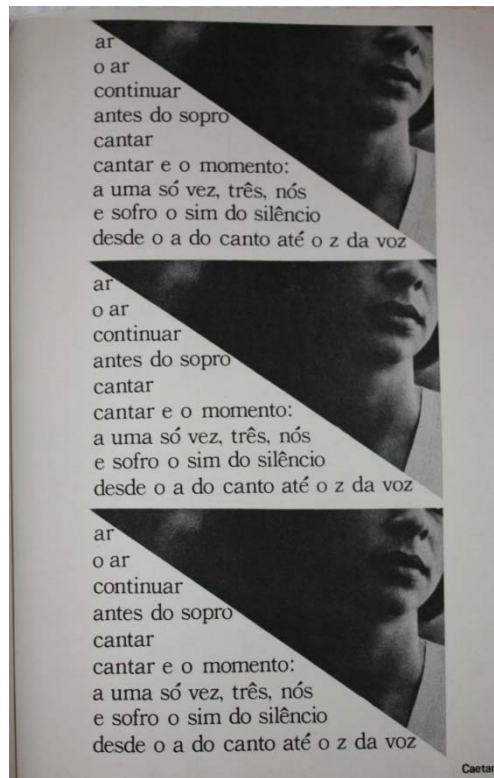 ar
o ar
continuar
antes do sopro
cantar
cantar e o momento:
a uma só vez, três, nós
e sofro o sim do silêncio
desde o a do canto até o z da voz
ar
o ar
continuar
antes do sopro
cantar
cantar e o momento:
a uma só vez, três, nós
e sofro o sim do silêncio
desde o a do canto até o z da voz
ar
o ar
continuar
antes do sopro
cantar
cantar e o momento:
a uma só vez, três, nós
e sofro o sim do silêncio
desde o a do canto até o z da voz
Caetan